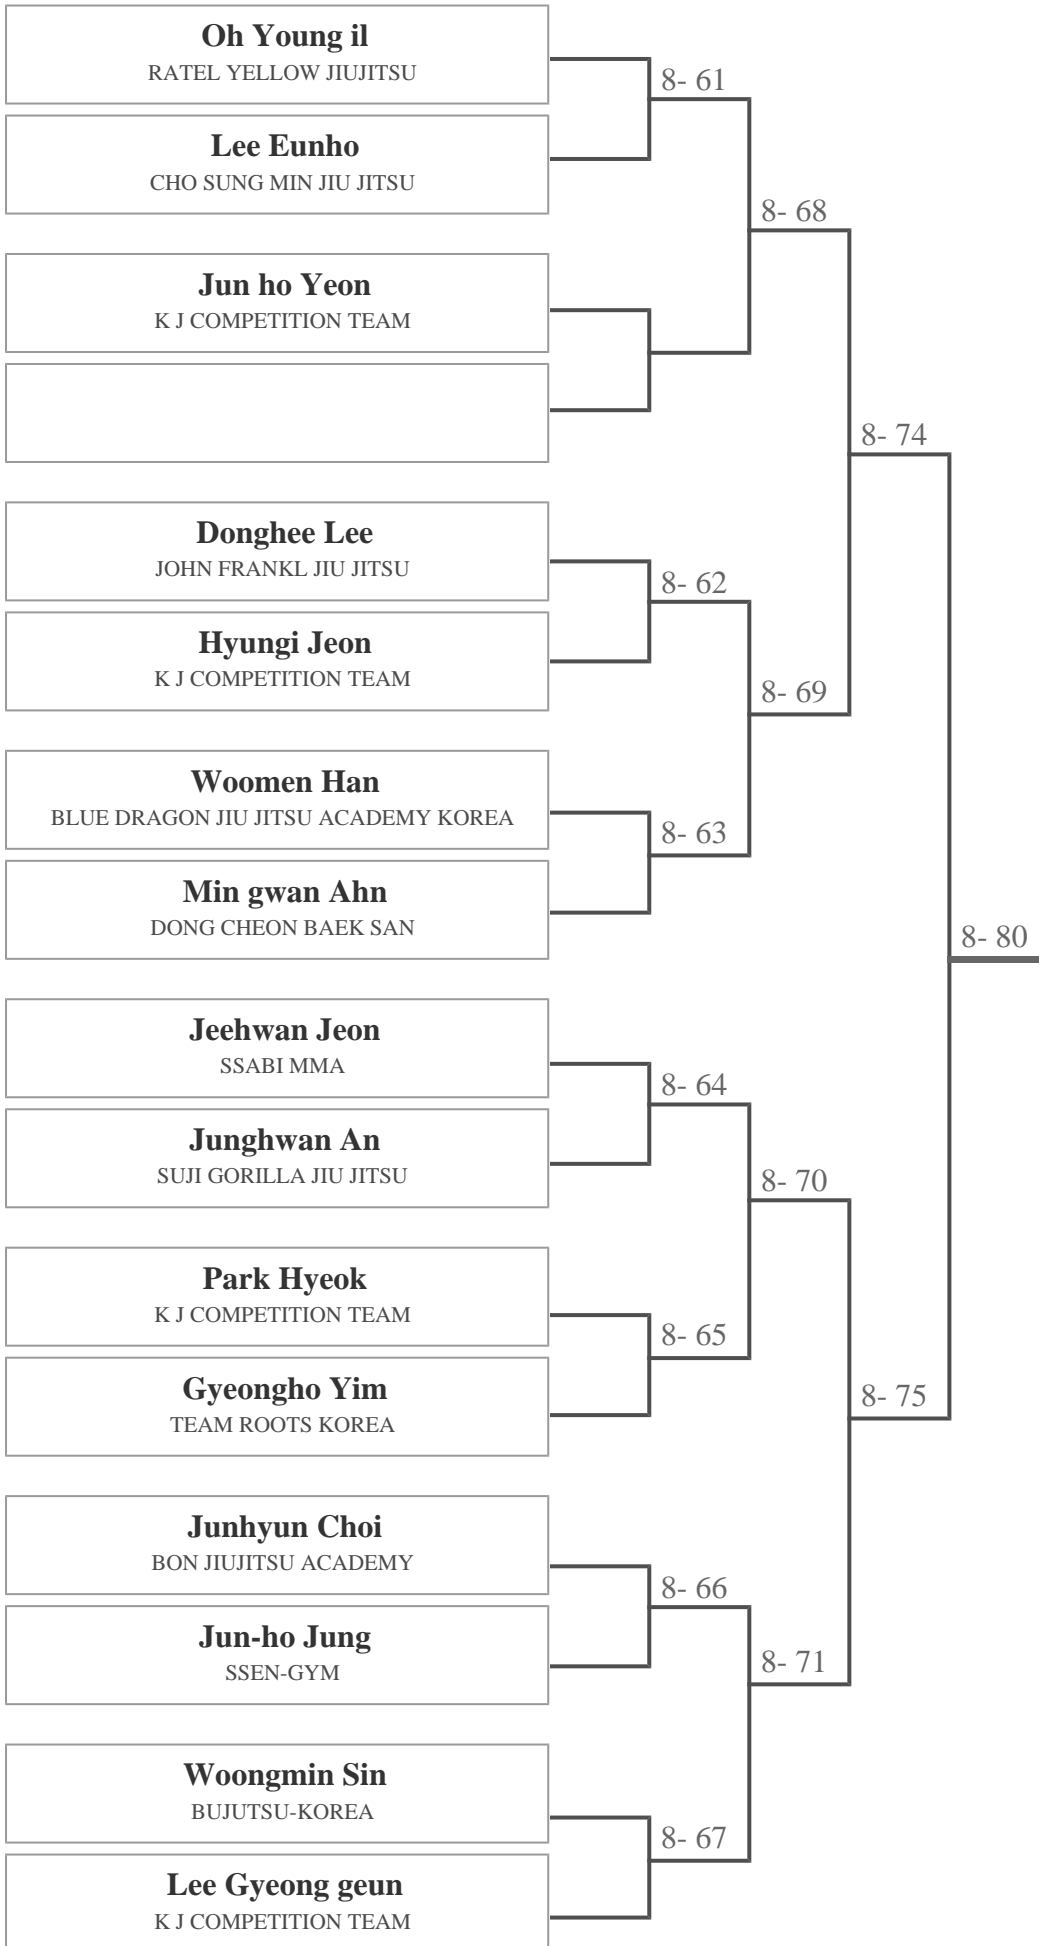 Oh Young il
RATEL YELLOW JIUJITSU
8- 61
Lee Eunho
CHO SUNG MIN JIU JITSU
8- 68
Jun ho Yeon
K J COMPETITION TEAM
8- 74
Donghee Lee
JOHN FRANKL JIU JITSU
8- 62
Hyungi Jeon
K J COMPETITION TEAM
8- 69
Woomen Han
BLUE DRAGON JIU JITSU ACADEMY KOREA
8- 63
Min gwan Ahn
DONG CHEON BAEK SAN
8- 80
Jeehwan Jeon
SSABI MMA
8- 64
Junghwan An
SUJI GORILLA JIU JITSU
8- 70
Park Hyeok
K J COMPETITION TEAM
8- 65
Gyeongho Yim
TEAM ROOTS KOREA
8- 75
Junhyun Choi
BON JIUJITSU ACADEMY
8- 66
Jun-ho Jung
SSEN-GYM
8- 71
Woongmin Sin
BUJUTSU-KOREA
8- 67
Lee Gyeong geun
K J COMPETITION TEAM